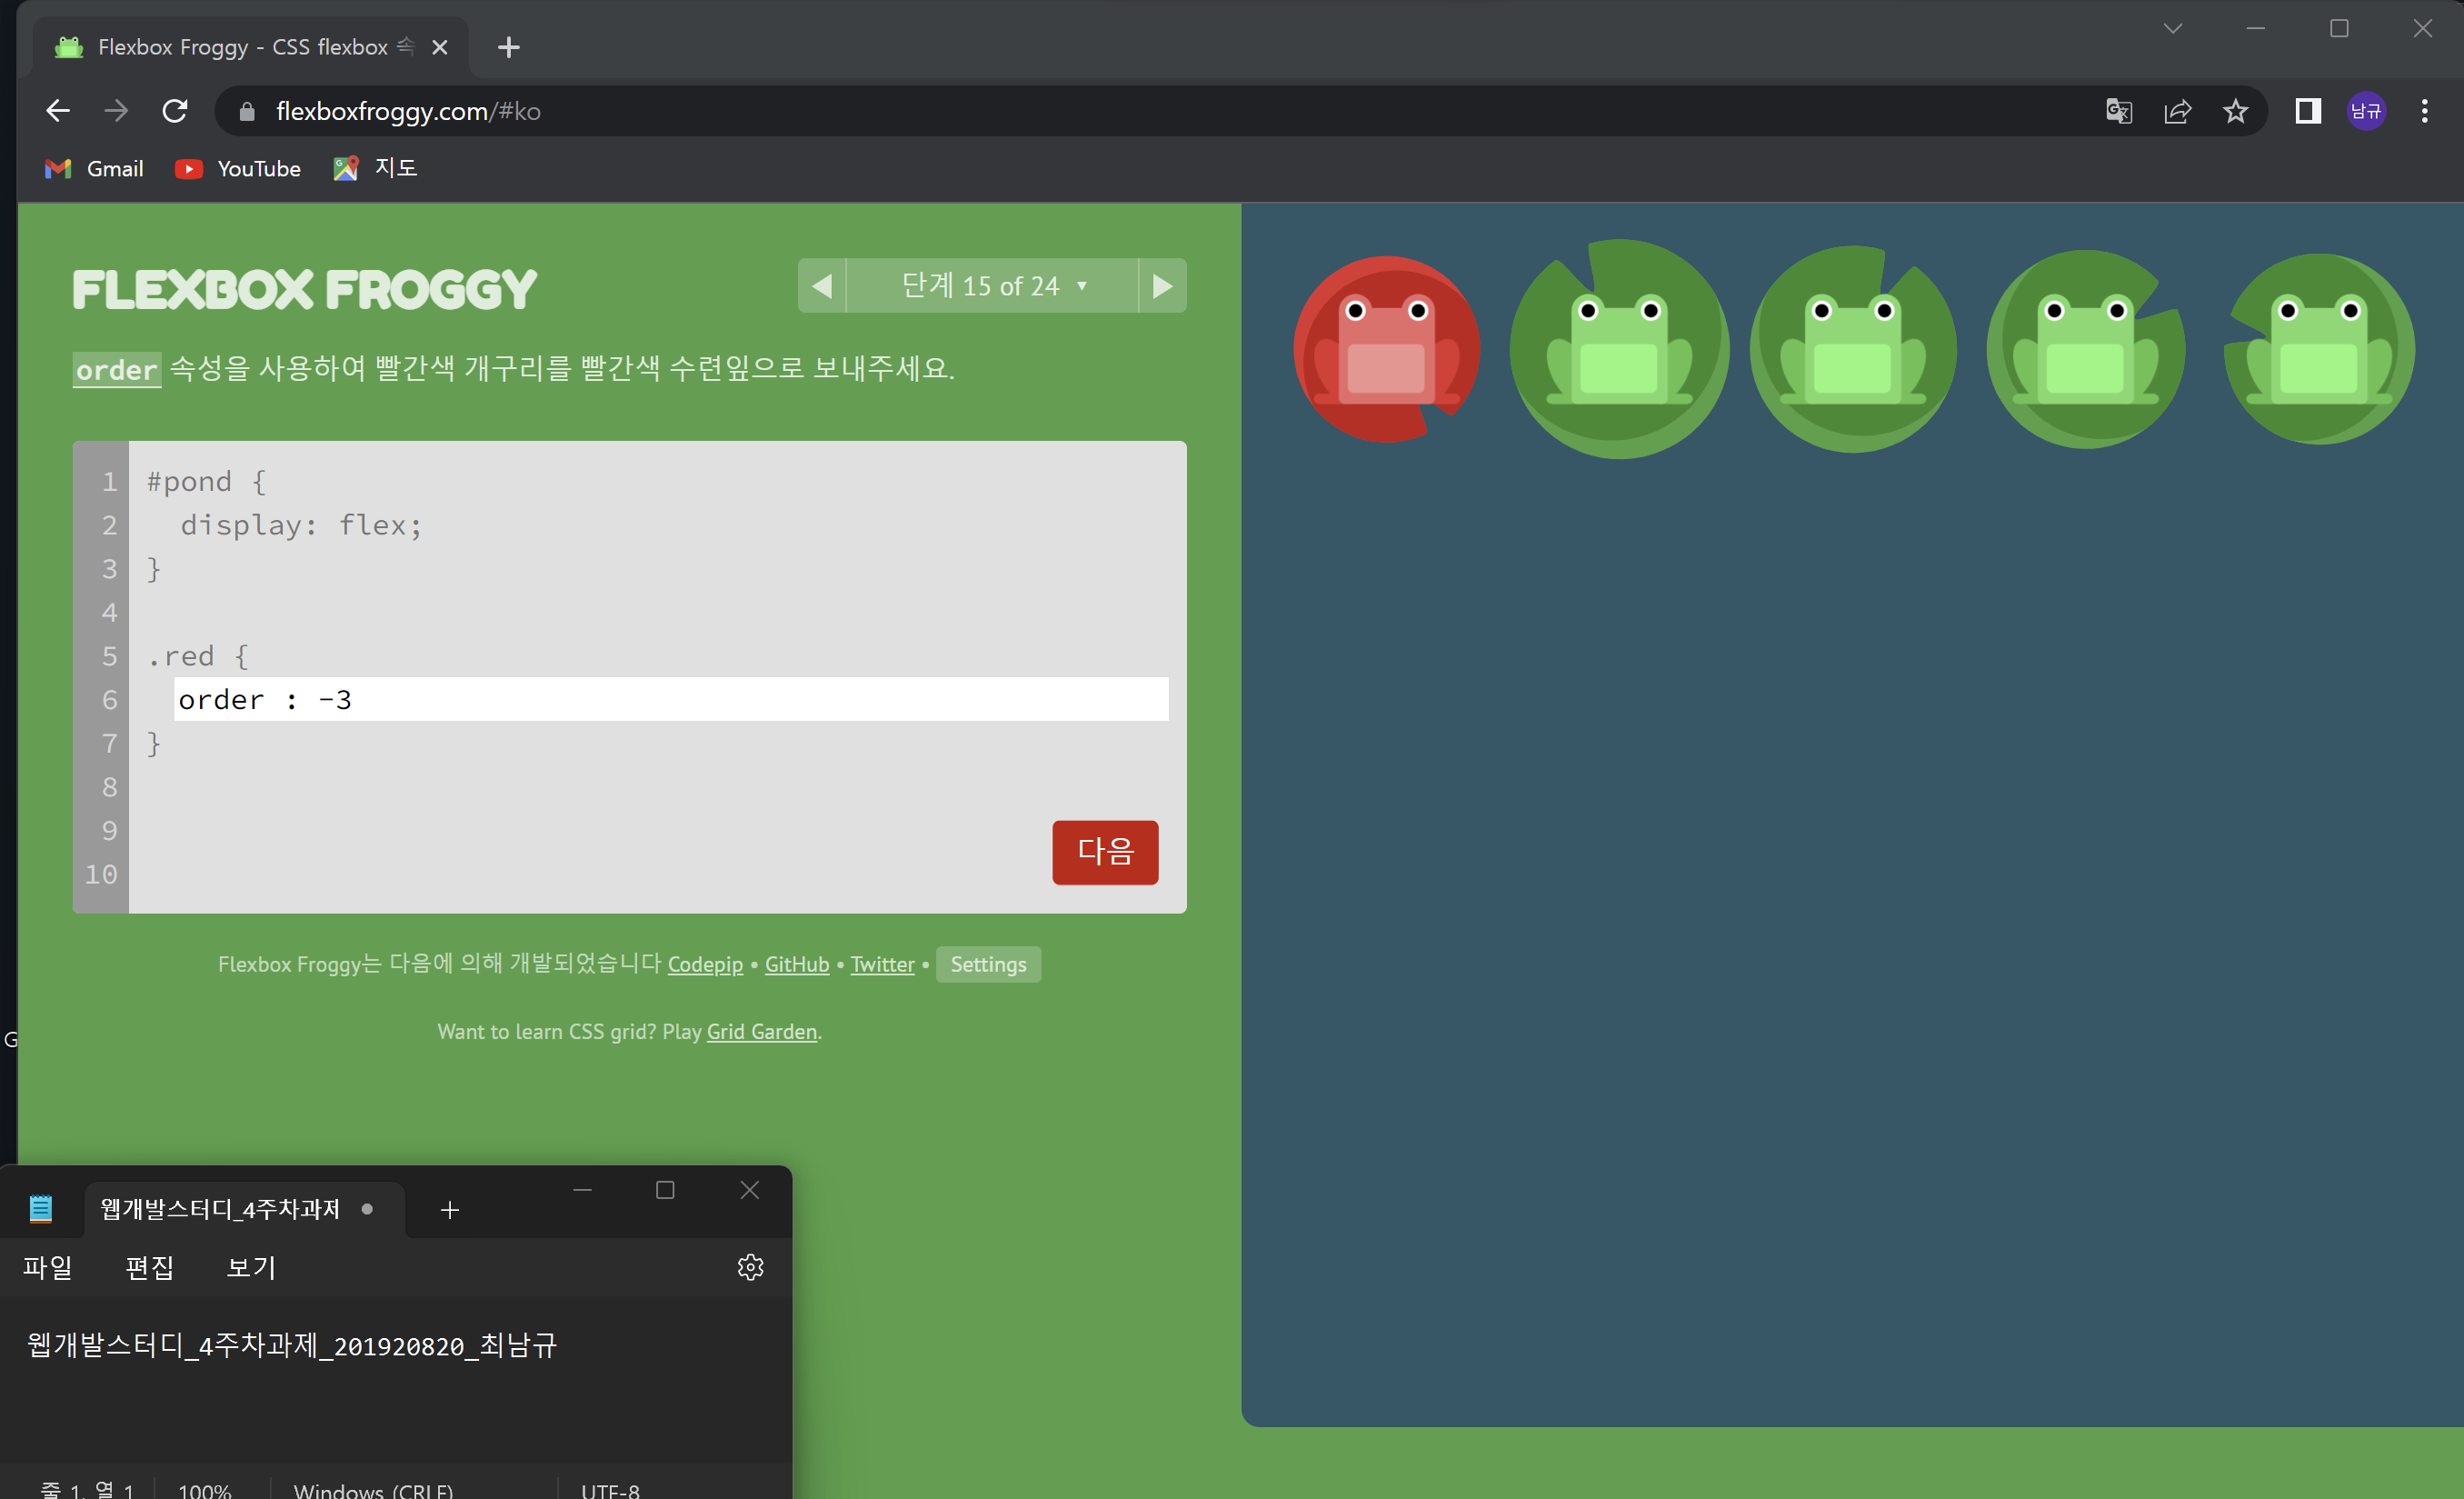 Flexbox Froggy - CSS flexbox 속
flexboxfroggy.com/#ko
남규
Gmail
YouTube
지도
FLEXBOX FROGGY
단계 15 of 24 ▼
order 속성을 사용하여 빨간색 개구리를 빨간색 수련잎으로 보내주세요.
1 #pond {
2 display: flex;
3 }
4
5 .red {
6 order : -3
7 }
8
9
10
다음
Flexbox Froggy는 다음에 의해 개발되었습니다 Codepip • GitHub • Twitter • Settings
Want to learn CSS grid? Play Grid Garden.
G
웹개발스터디_4주차과제
파일 편집 보기
웹개발스터디_4주차과제_201920820_최남규
줄 1, 열 1 100% Windows (CRLF) UTF-8